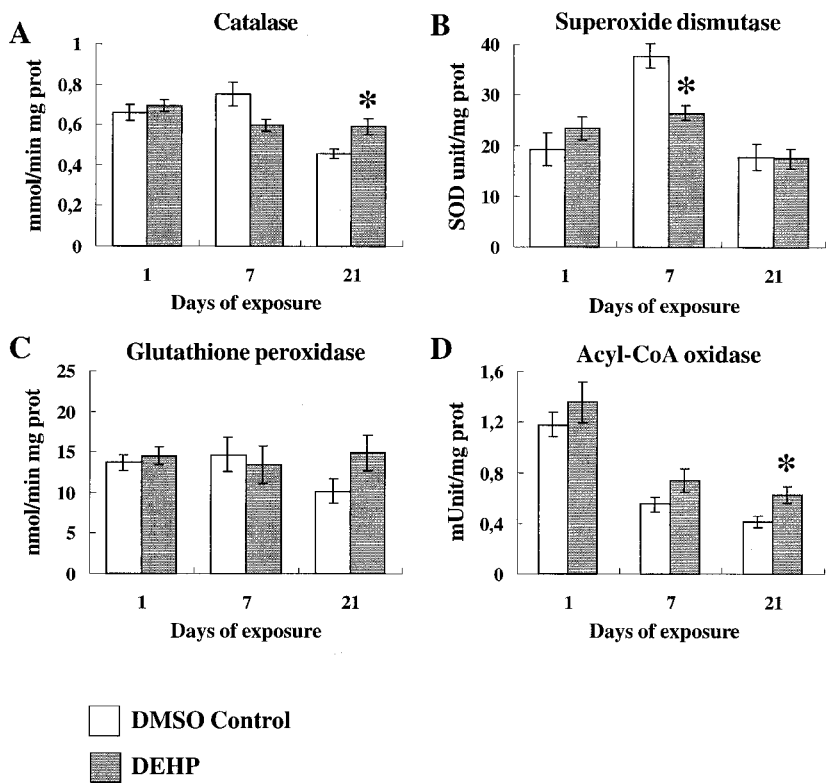 A
Catalase
mmol/min mg prot
1
0,8
0,6
0,4
0,2
0
*
1 7 21
Days of exposure
B
Superoxide dismutase
SOD unit/mg prot
40
30
20
10
0
*
1 7 21
Days of exposure
C
Glutathione peroxidase
nmol/min mg prot
25
20
15
10
5
0
1 7 21
Days of exposure
D
Acyl-CoA oxidase
mUnit/mg prot
1,6
1,2
0,8
0,4
0
*
1 7 21
Days of exposure
DMSO Control
DEHP